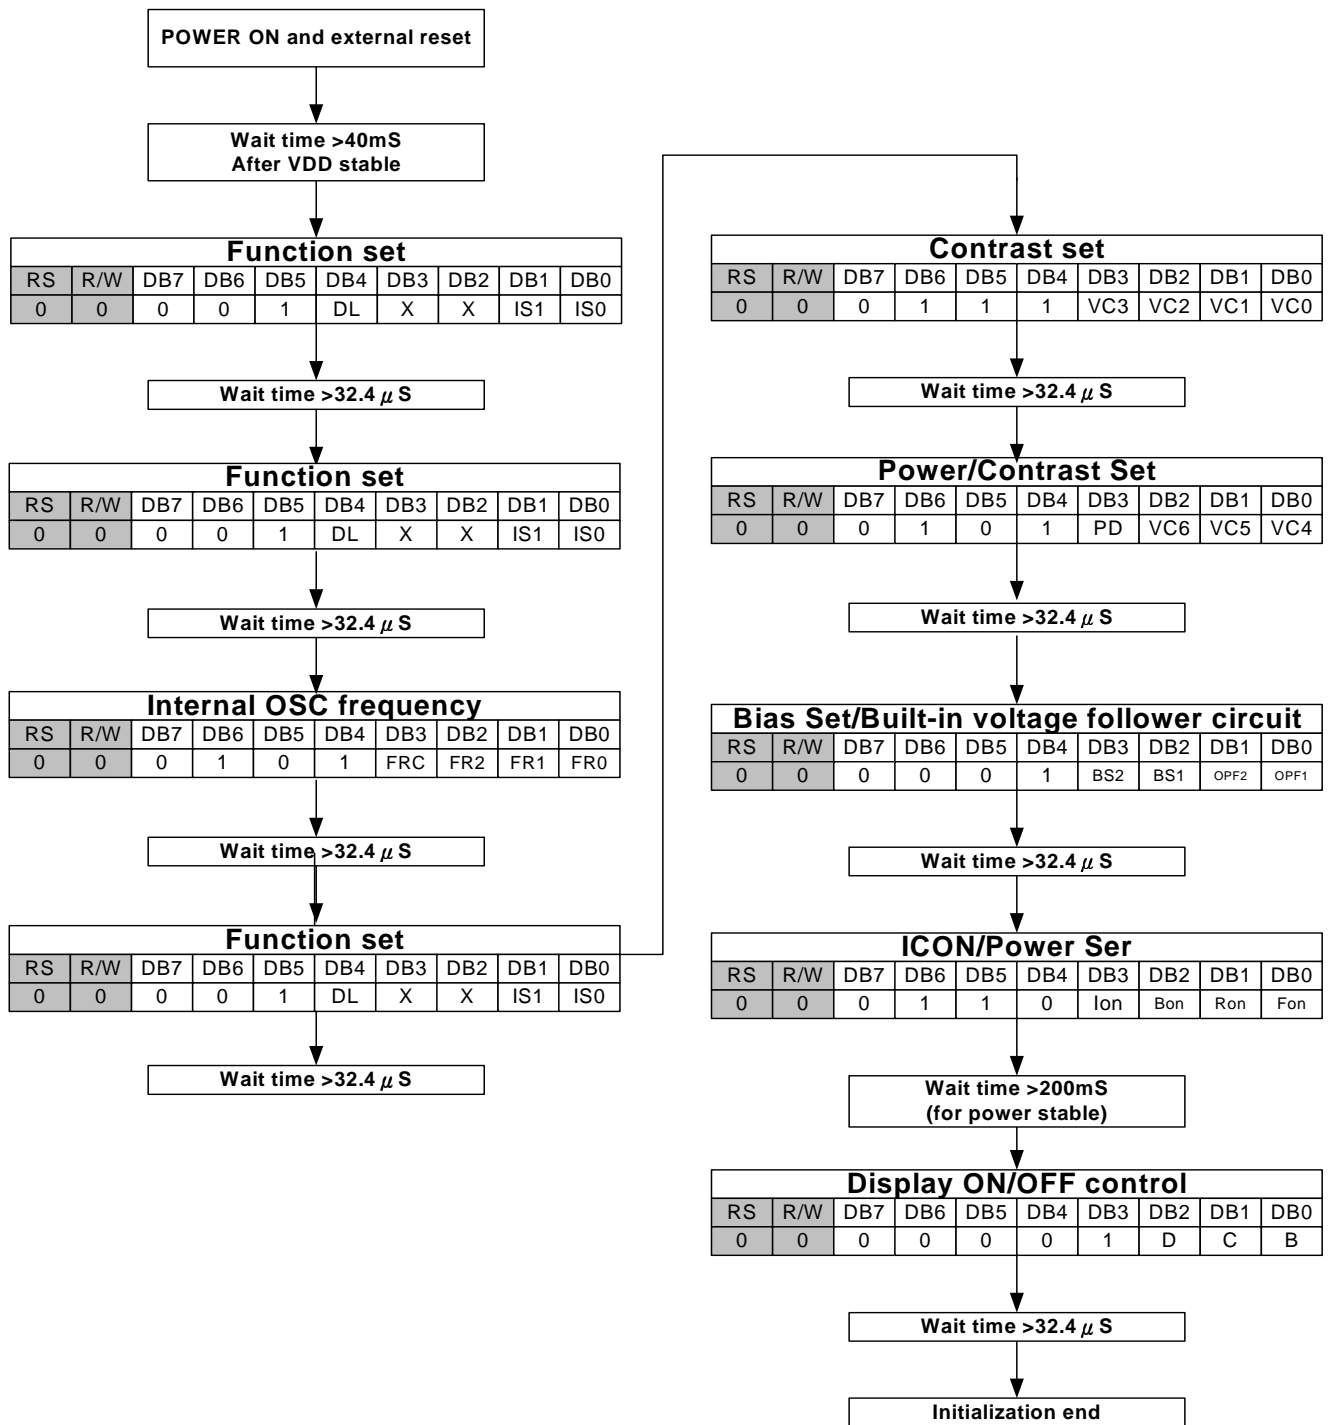 POWER ON and external reset
Wait time >40mS
After VDD stable
Function set
RS R/W DB7 DB6 DB5 DB4 DB3 DB2 DB1 DB0
0 0 0 0 1 DL X X IS1 IS0
Wait time >32.4 μ S
Function set
RS R/W DB7 DB6 DB5 DB4 DB3 DB2 DB1 DB0
0 0 0 0 1 DL X X IS1 IS0
Wait time >32.4 μ S
Internal OSC frequency
RS R/W DB7 DB6 DB5 DB4 DB3 DB2 DB1 DB0
0 0 0 1 0 1 FRC FR2 FR1 FR0
Wait time >32.4 μ S
Function set
RS R/W DB7 DB6 DB5 DB4 DB3 DB2 DB1 DB0
0 0 0 0 1 DL X X IS1 IS0
Wait time >32.4 μ S
Contrast set
RS R/W DB7 DB6 DB5 DB4 DB3 DB2 DB1 DB0
0 0 0 1 1 1 VC3 VC2 VC1 VC0
Wait time >32.4 μ S
Power/Contrast Set
RS R/W DB7 DB6 DB5 DB4 DB3 DB2 DB1 DB0
0 0 0 1 0 1 PD VC6 VC5 VC4
Wait time >32.4 μ S
Bias Set/Built-in voltage follower circuit
RS R/W DB7 DB6 DB5 DB4 DB3 DB2 DB1 DB0
0 0 0 0 0 1 BS2 BS1 OPF2 OPF1
Wait time >32.4 μ S
ICON/Power Ser
RS R/W DB7 DB6 DB5 DB4 DB3 DB2 DB1 DB0
0 0 0 1 1 0 Ion Bon Ron Fon
Wait time >200mS
(for power stable)
Display ON/OFF control
RS R/W DB7 DB6 DB5 DB4 DB3 DB2 DB1 DB0
0 0 0 0 0 0 1 D C B
Wait time >32.4 μ S
Initialization end